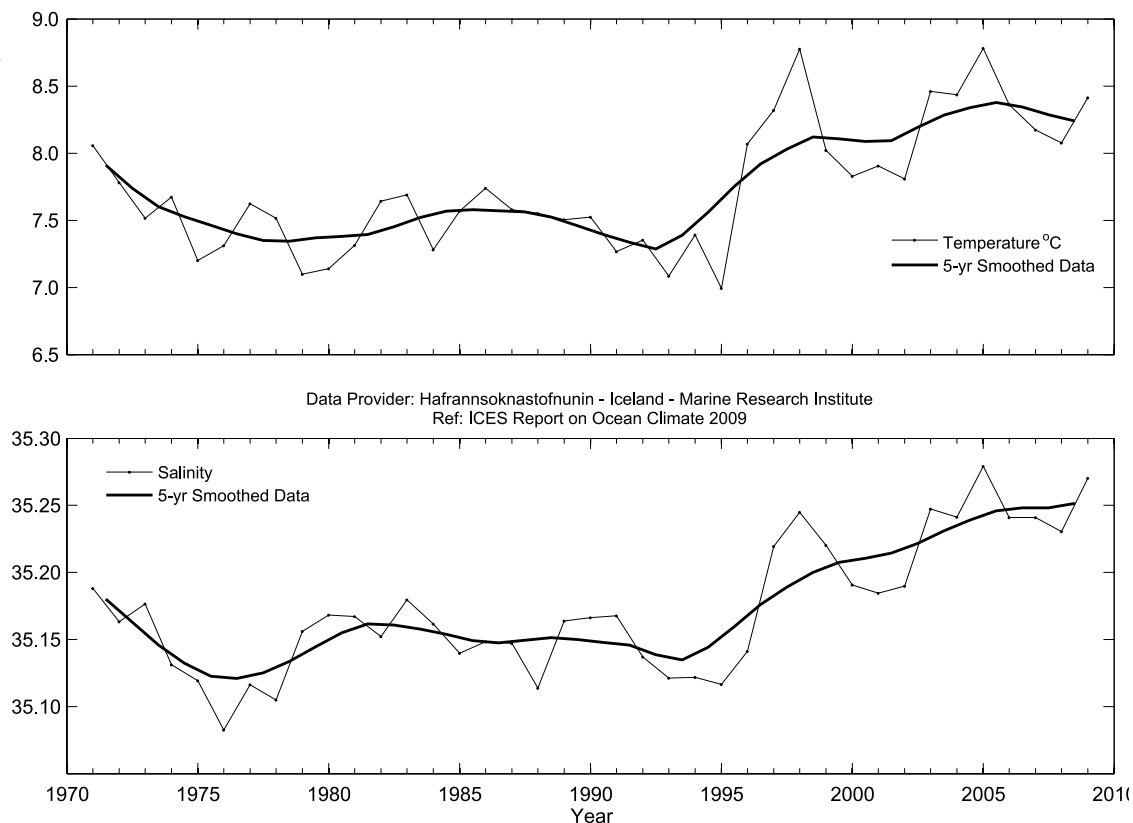 9.0
8.5
8.0
7.5
7.0
6.5
Temperature °C
5-yr Smoothed Data
Data Provider: Hafrannsoknastofnunin - Iceland - Marine Research Institute
Ref: ICES Report on Ocean Climate 2009
35.30
35.25
35.20
35.15
35.10
Salinity
5-yr Smoothed Data
1970 1975 1980 1985 1990 1995 2000 2005 2010
Year